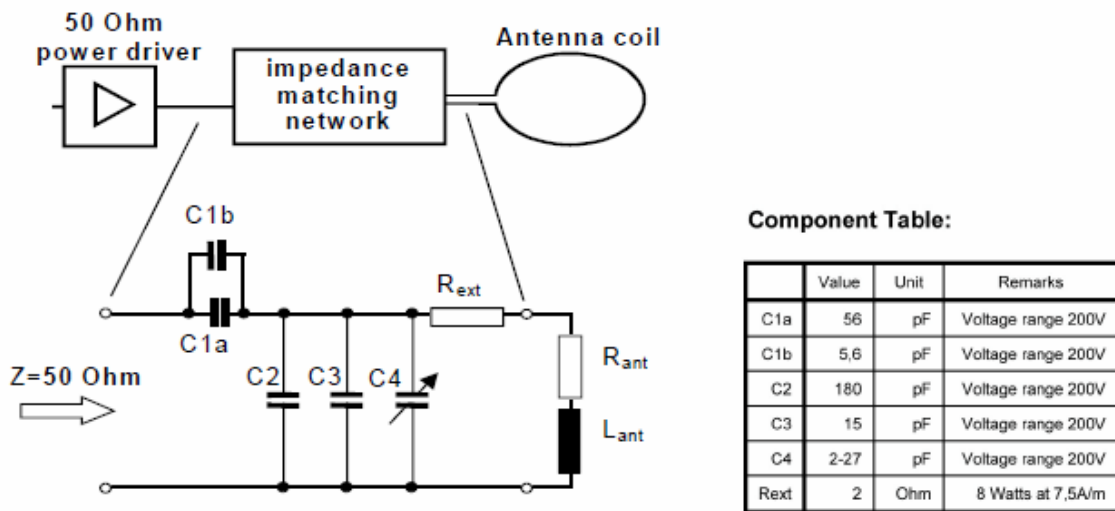 50 Ohm
power driver
Antenna coil
impedance
matching
network
C1b
C1a
Rext
Z=50 Ohm
C2
C3
C4
Rant
Lant
Component Table:
Value Unit Remarks
C1a 56 pF Voltage range 200V
C1b 5,6 pF Voltage range 200V
C2 180 pF Voltage range 200V
C3 15 pF Voltage range 200V
C4 2-27 pF Voltage range 200V
Rext 2 Ohm 8 Watts at 7,5A/m